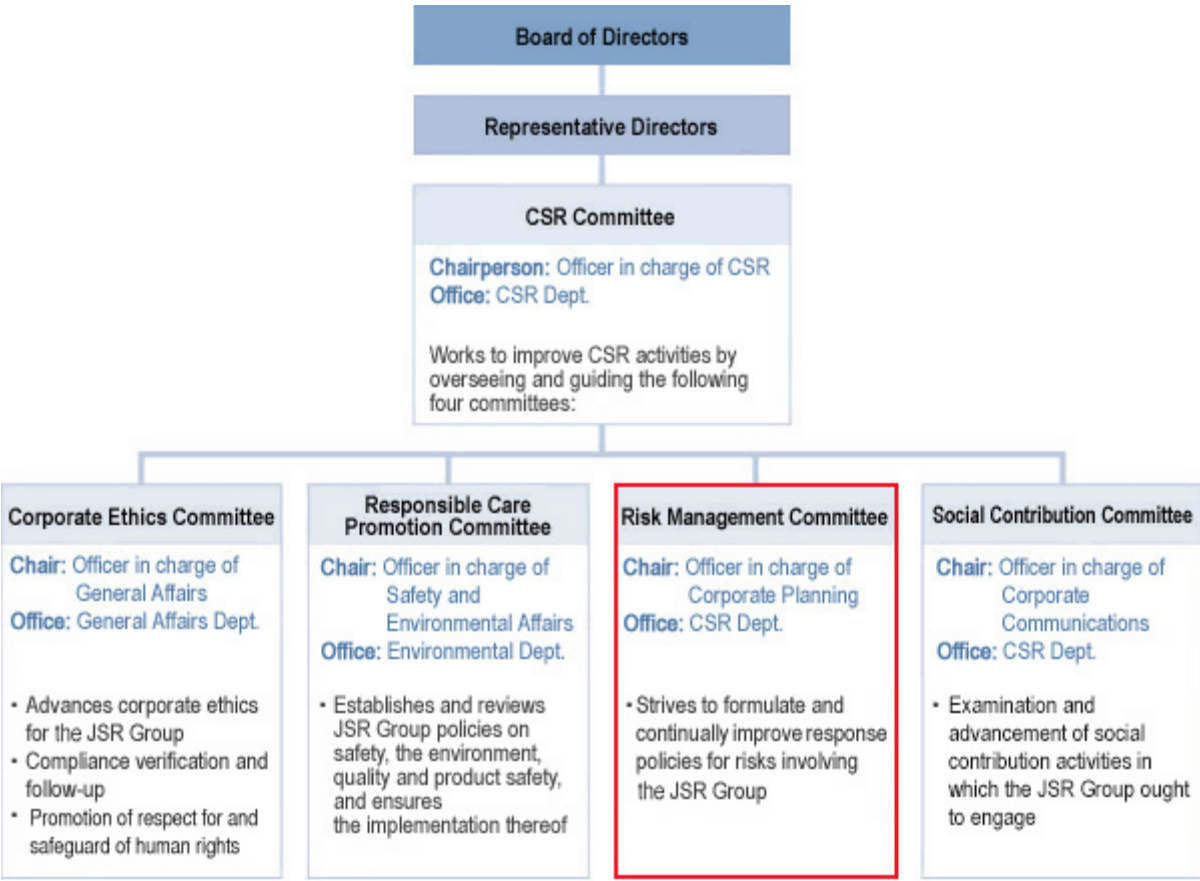 Board of Directors
Representative Directors
CSR Committee
Chairperson: Officer in charge of CSR
Office: CSR Dept.
Works to improve CSR activities by
overseeing and guiding the following
four committees:
Corporate Ethics Committee
Chair: Officer in charge of
General Affairs
Office: General Affairs Dept.
• Advances corporate ethics
for the JSR Group
• Compliance verification and
follow-up
• Promotion of respect for and
safeguard of human rights
Responsible Care
Promotion Committee
Chair: Officer in charge of
Safety and
Environmental Affairs
Office: Environmental Dept.
• Establishes and reviews
JSR Group policies on
safety, the environment,
quality and product safety,
and ensures
the implementation thereof
Risk Management Committee
Chair: Officer in charge of
Corporate Planning
Office: CSR Dept.
• Strives to formulate and
continually improve response
policies for risks involving
the JSR Group
Social Contribution Committee
Chair: Officer in charge of
Corporate
Communications
Office: CSR Dept.
• Examination and
advancement of social
contribution activities in
which the JSR Group ought
to engage